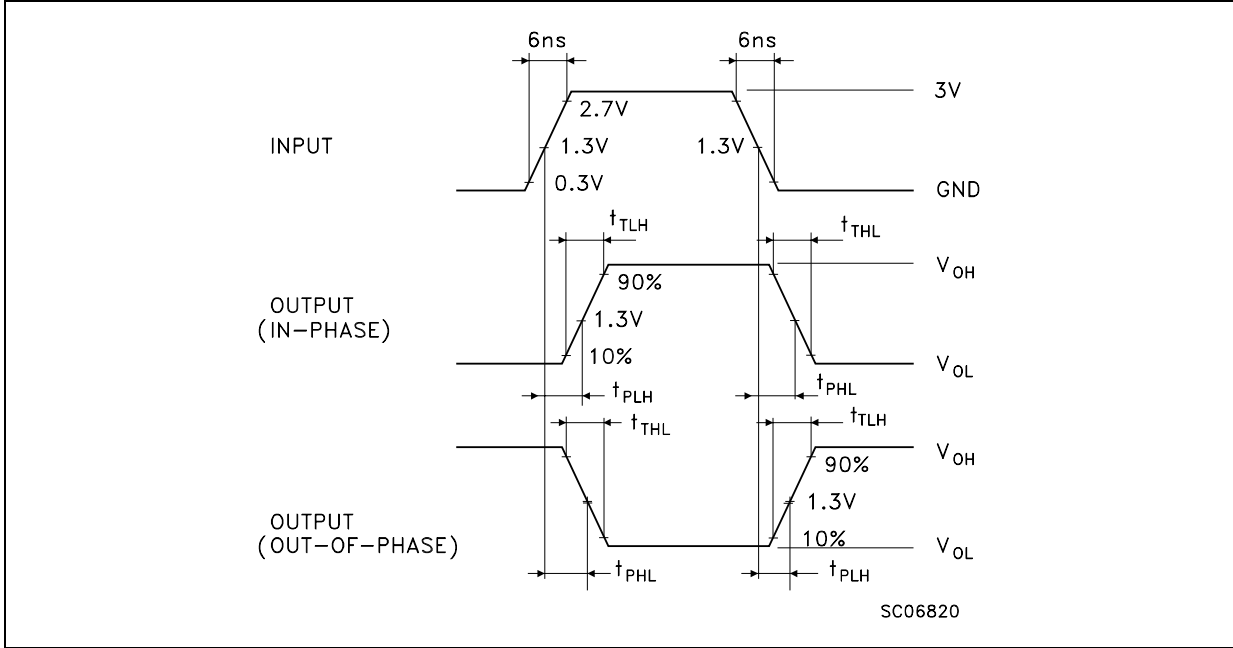 6ns 6ns
3V
2.7V
INPUT 1.3V 1.3V
0.3V
GND
tTLH tTHL
VOH
90%
OUTPUT
(IN-PHASE)
1.3V
10%
VOL
tPLH tPHL
tTHL tTLH
VOH
90%
1.3V
OUTPUT
(OUT-OF-PHASE)
10%
VOL
tPHL tPLH
SC06820